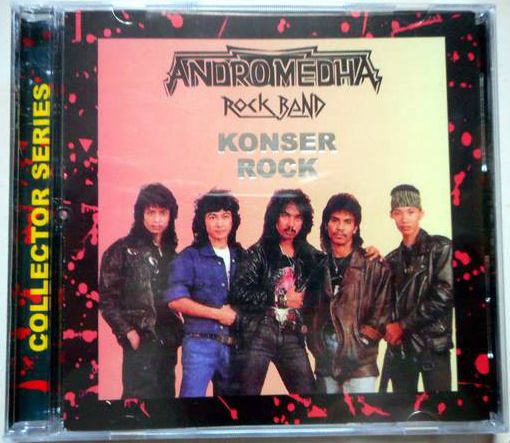 COLLECTOR SERIES
ANDROMEDHA
ROCK BAND
KONSER
ROCK